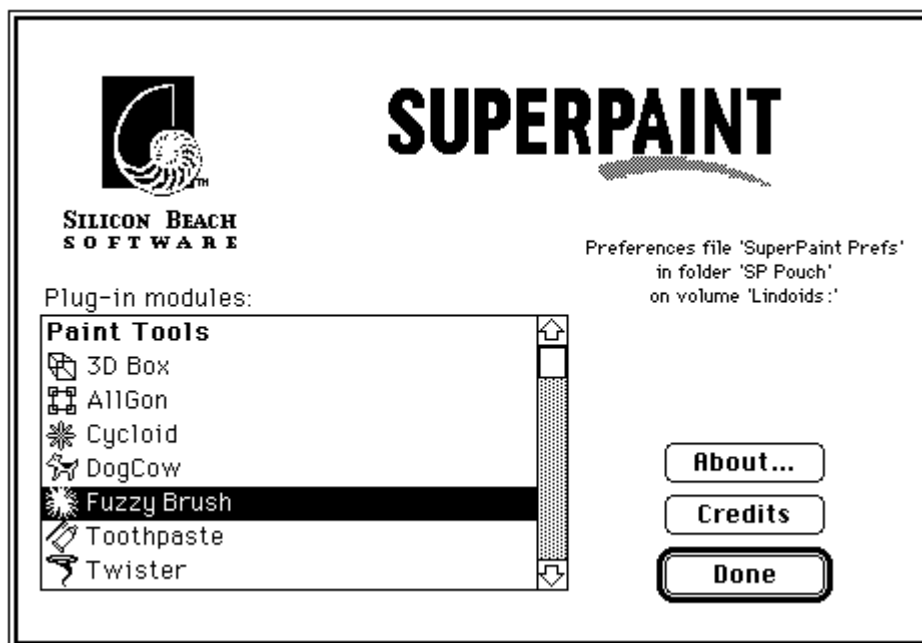 SUPERPAINT
TM
SILICON BEACH
SOFTWARE
Preferences file 'SuperPaint Prefs'
in folder 'SP Pouch'
on volume 'Lindoids:'
Plug-in modules:
Paint Tools
3D Box
AllGon
Cycloid
DogCow
Fuzzy Brush
Toothpaste
Twister
About...
Credits
Done